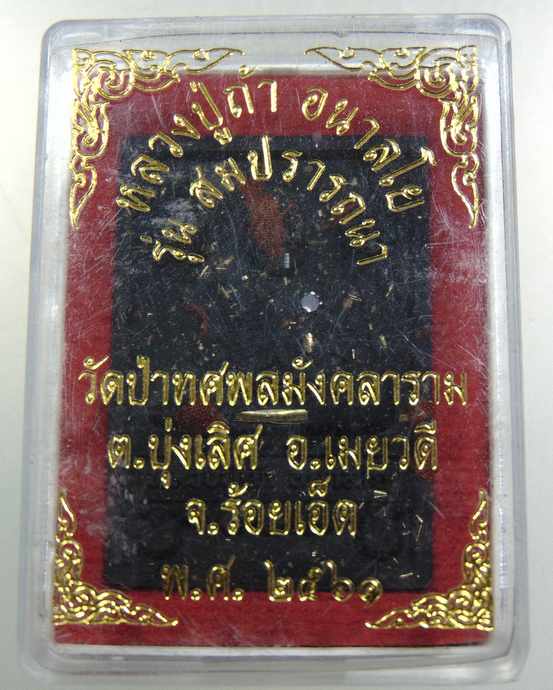 หลวงปู่ถ้า อนาลโย
รุ่น สมปรารถนา
วัดป่าทศพลมังคลาราม
ต.บุ่งเลิศ อ.เมยวดี
จ.ร้อยเอ็ด
พ.ศ. ๒๕๖๑